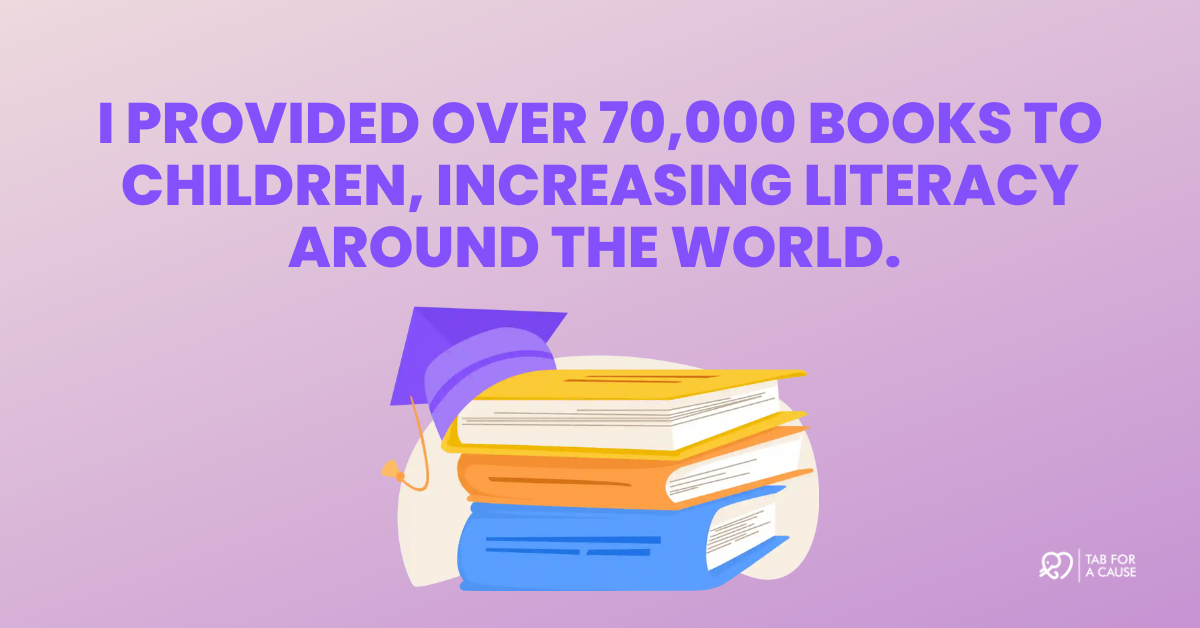 I PROVIDED OVER 70,000 BOOKS TO
CHILDREN, INCREASING LITERACY
AROUND THE WORLD.
TAB FOR
A CAUSE